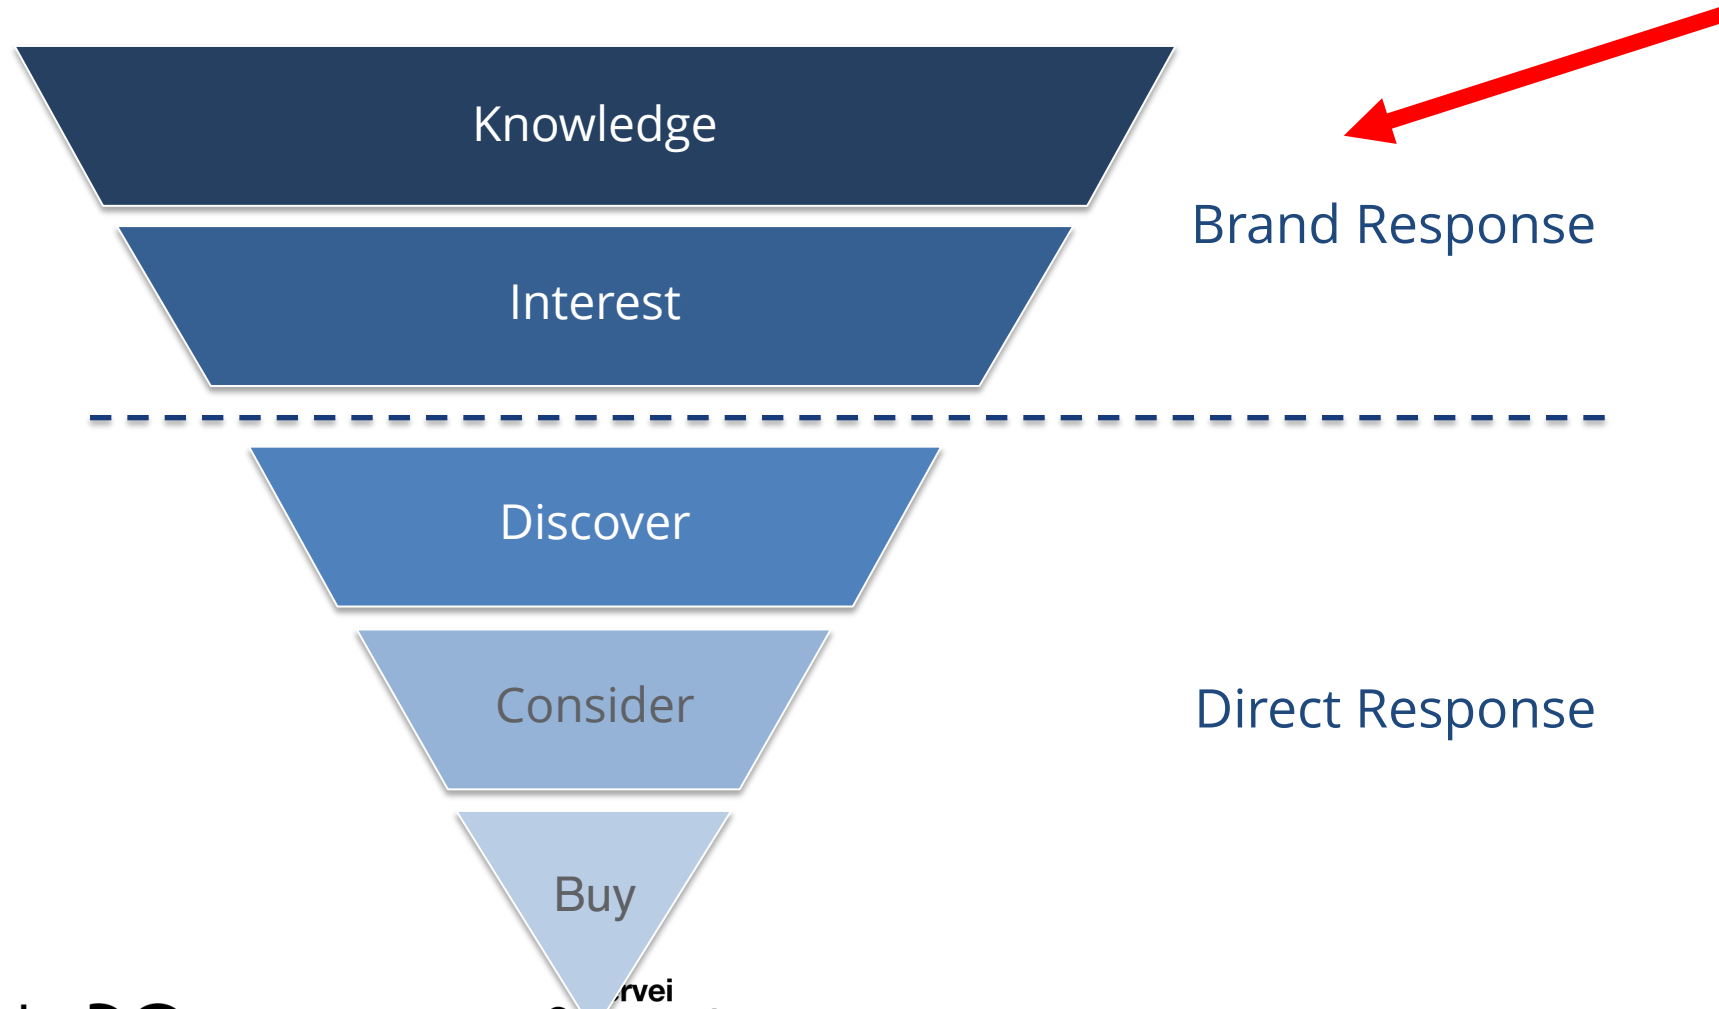 Knowledge
Brand Response
Interest
Discover
Consider
Direct Response
Buy